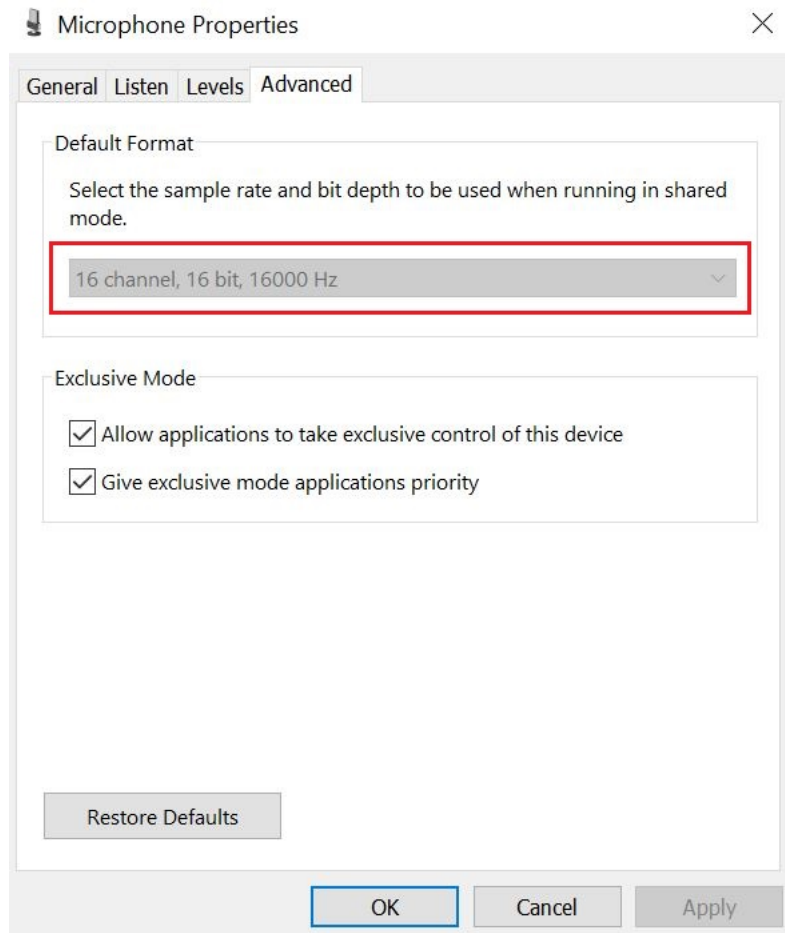 Microphone Properties
General Listen Levels Advanced
Default Format
Select the sample rate and bit depth to be used when running in shared
mode.
16 channel, 16 bit, 16000 Hz
Exclusive Mode
Allow applications to take exclusive control of this device
Give exclusive mode applications priority
Restore Defaults
OK Cancel Apply